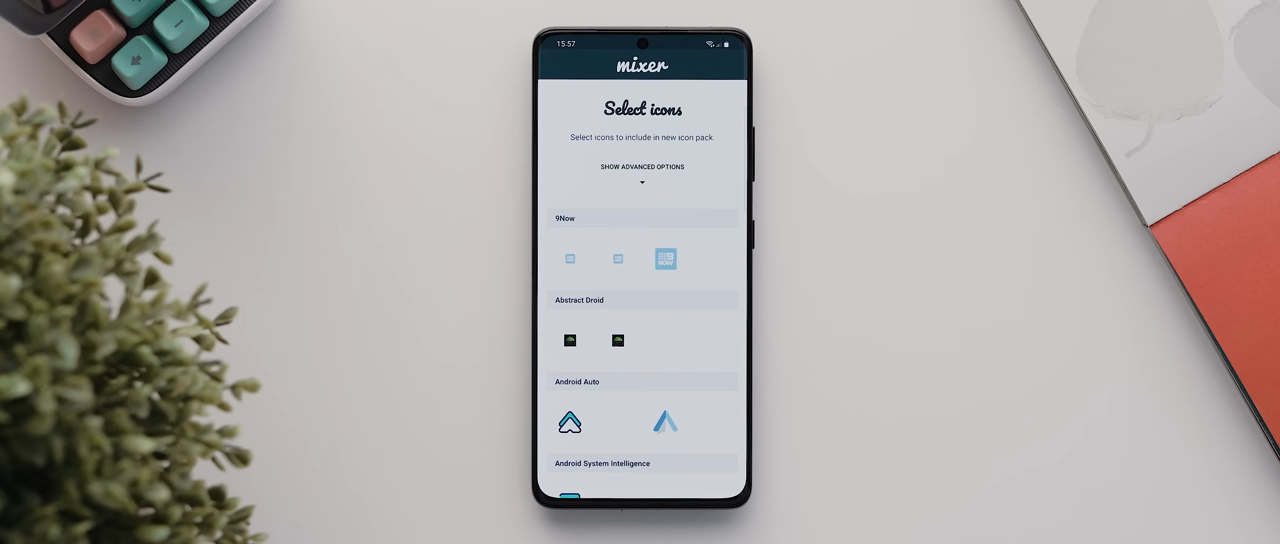 15:57
mixer
Select icons
Select icons to include in new icon pack.
SHOW ADVANCED OPTIONS
9Now
NOW
Abstract Droid
Android Auto
Android System Intelligence